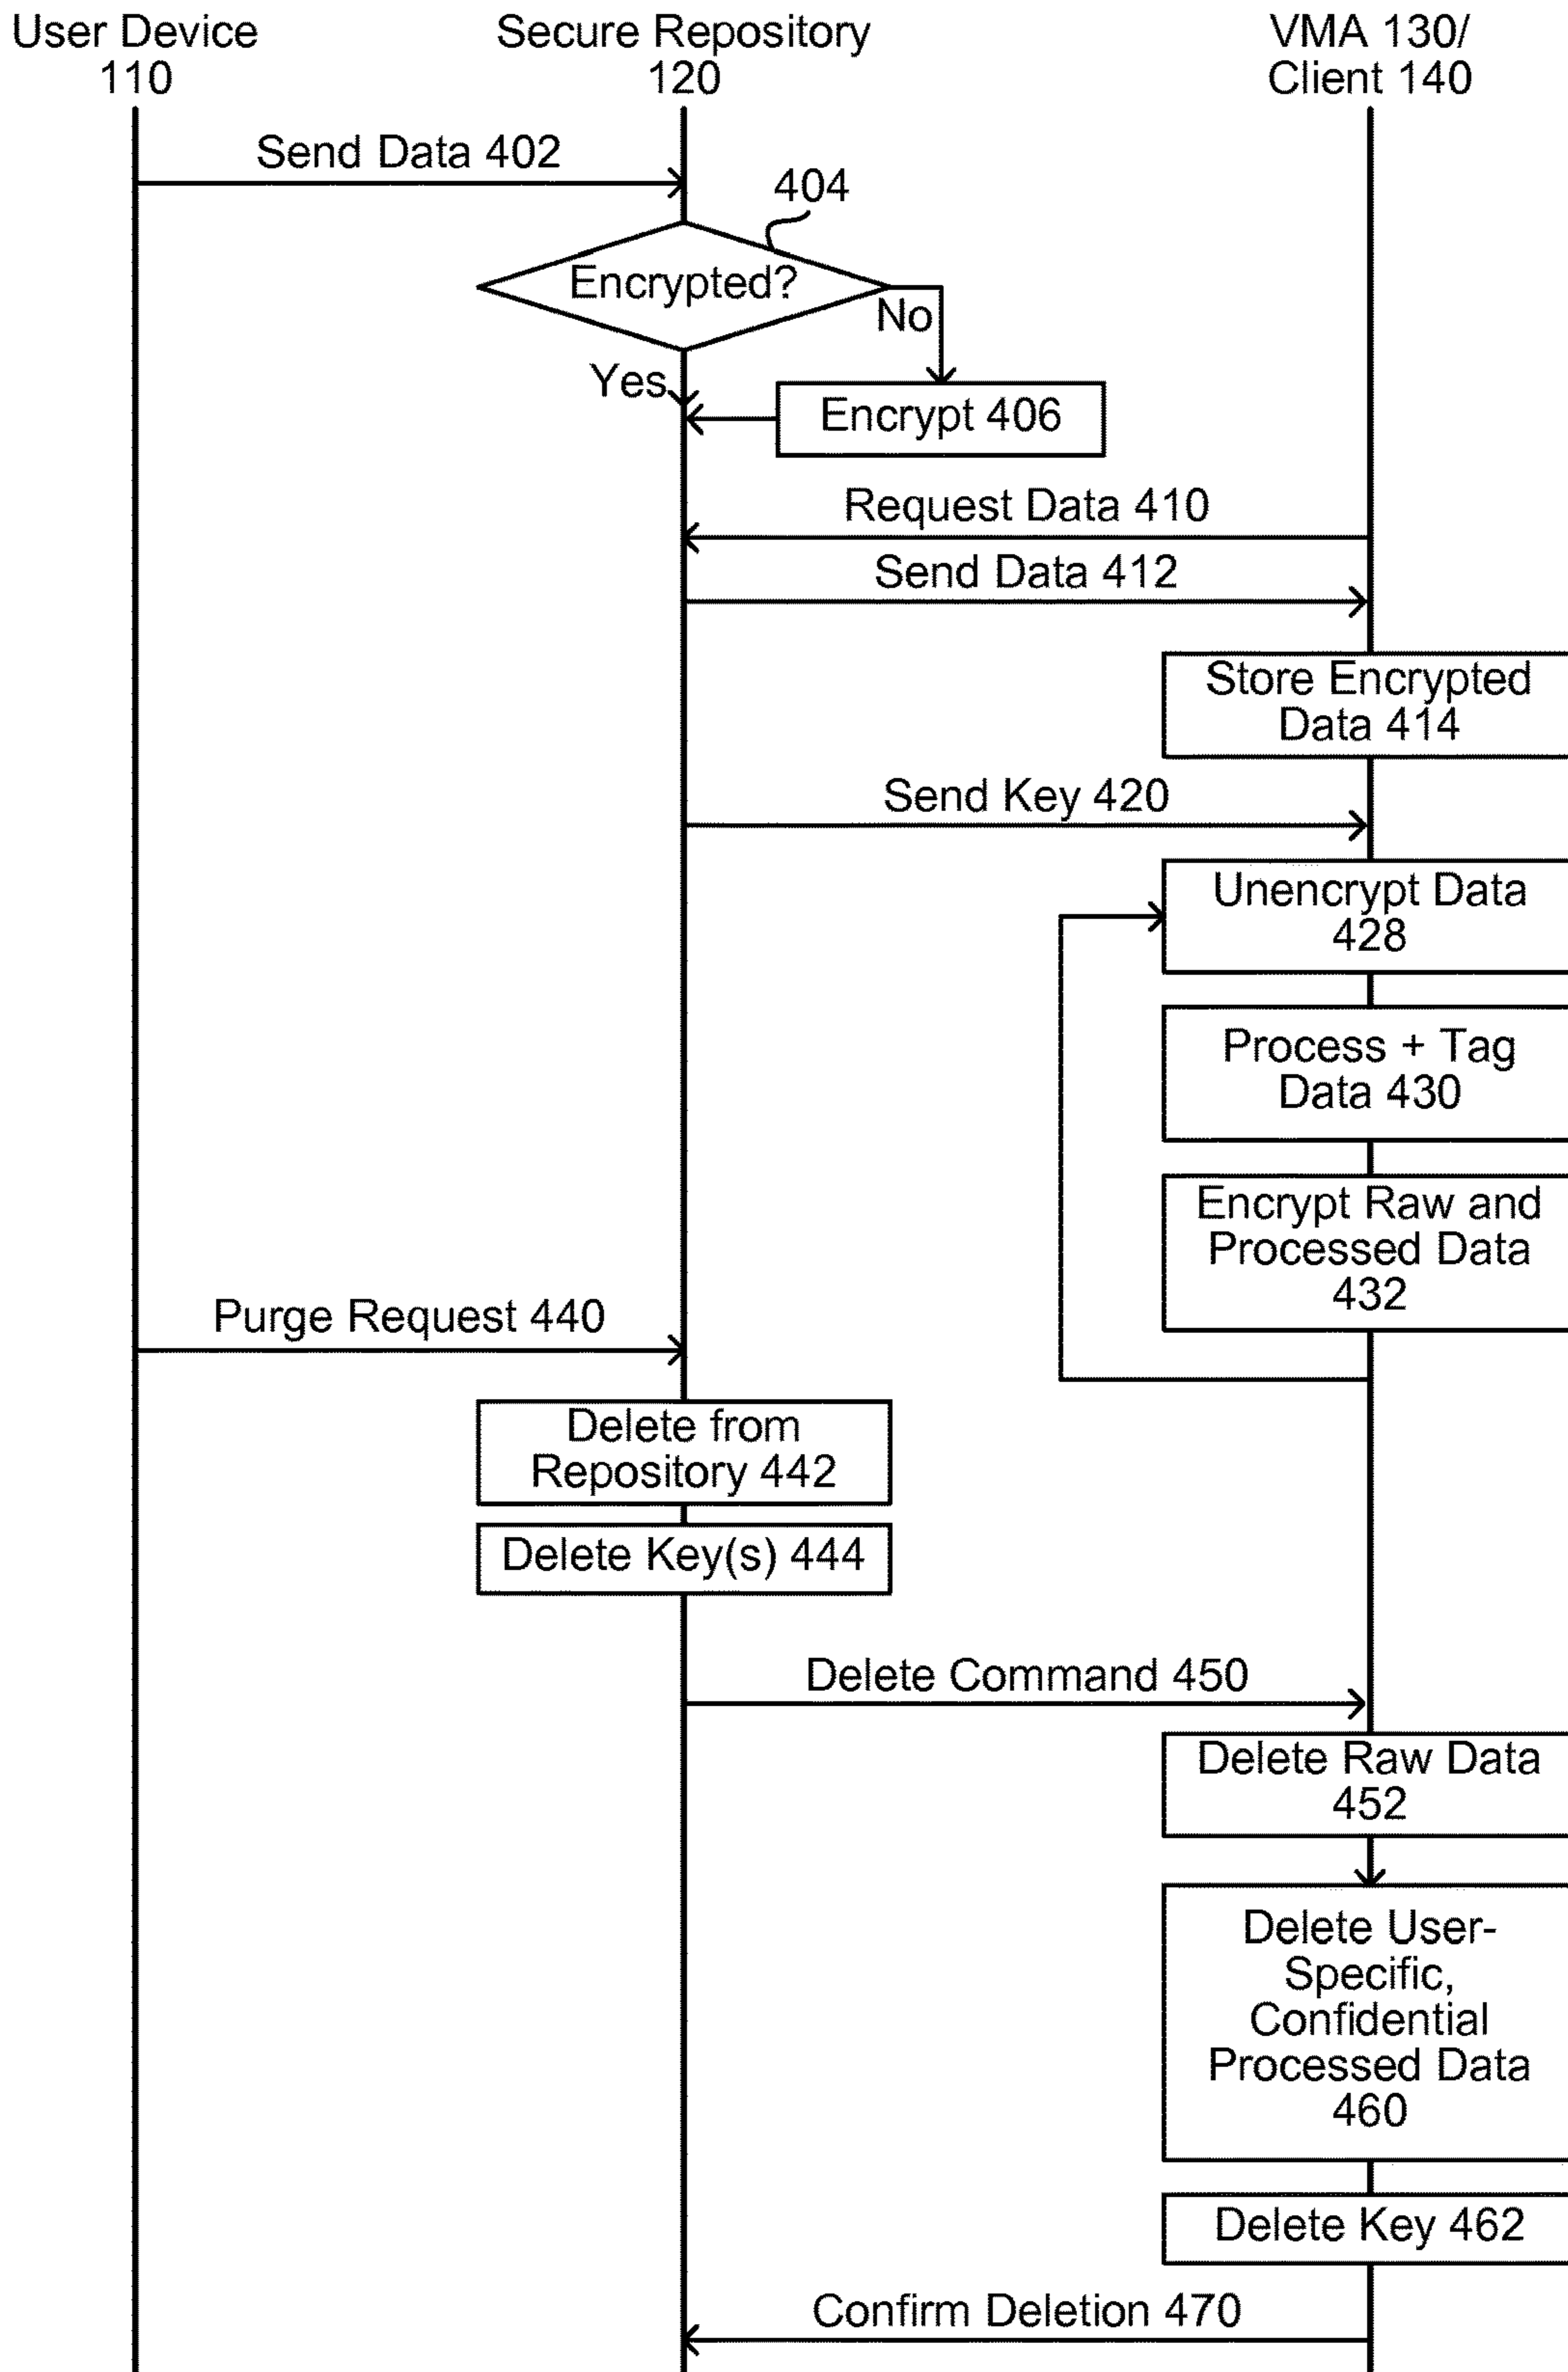 User Device
110
Secure Repository
120
VMA 130/
Client 140
Send Data 402
404
Encrypted?
No
Yes
Encrypt 406
Request Data 410
Send Data 412
Store Encrypted
Data 414
Send Key 420
Unencrypt Data
428
Process + Tag
Data 430
Encrypt Raw and
Processed Data
432
Purge Request 440
Delete from
Repository 442
Delete Key(s) 444
Delete Command 450
Delete Raw Data
452
Delete User-
Specific,
Confidential
Processed Data
460
Delete Key 462
Confirm Deletion 470